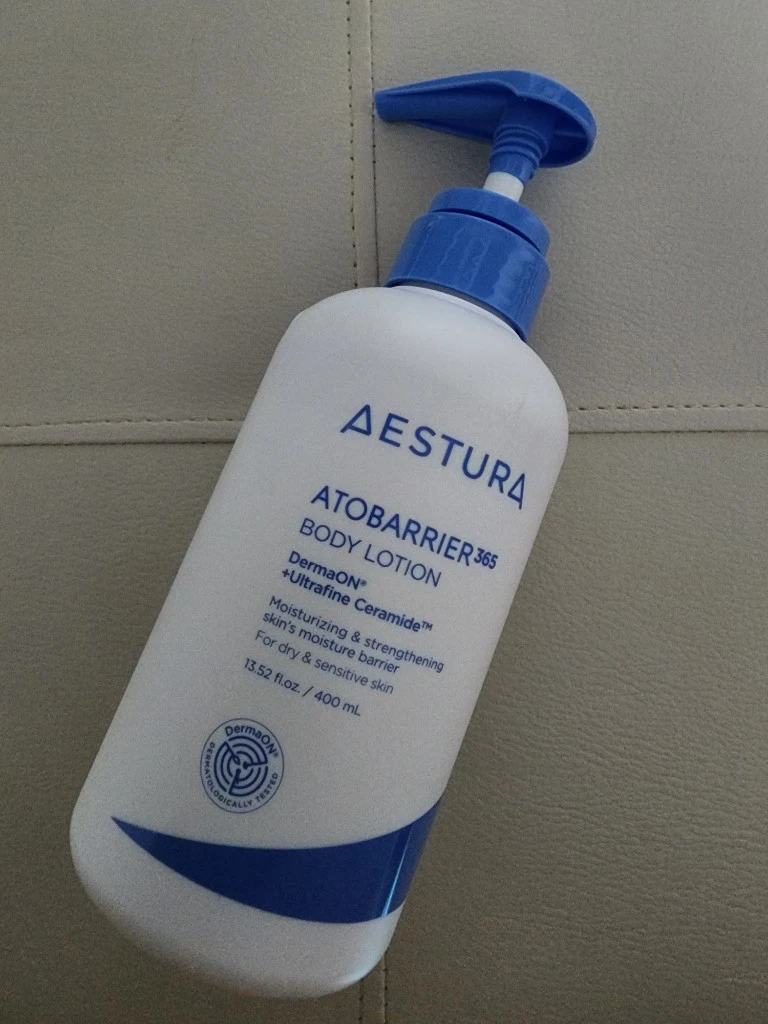 AESTURA
ATOBARRIER365
BODY LOTION
DermaON®
+Ultrafine Ceramide™
Moisturizing & strengthening
skin's moisture barrier
For dry & sensitive skin
13.52 fl.oz. / 400 mL
DermaON®
DERMATOLOGICALLY TESTED